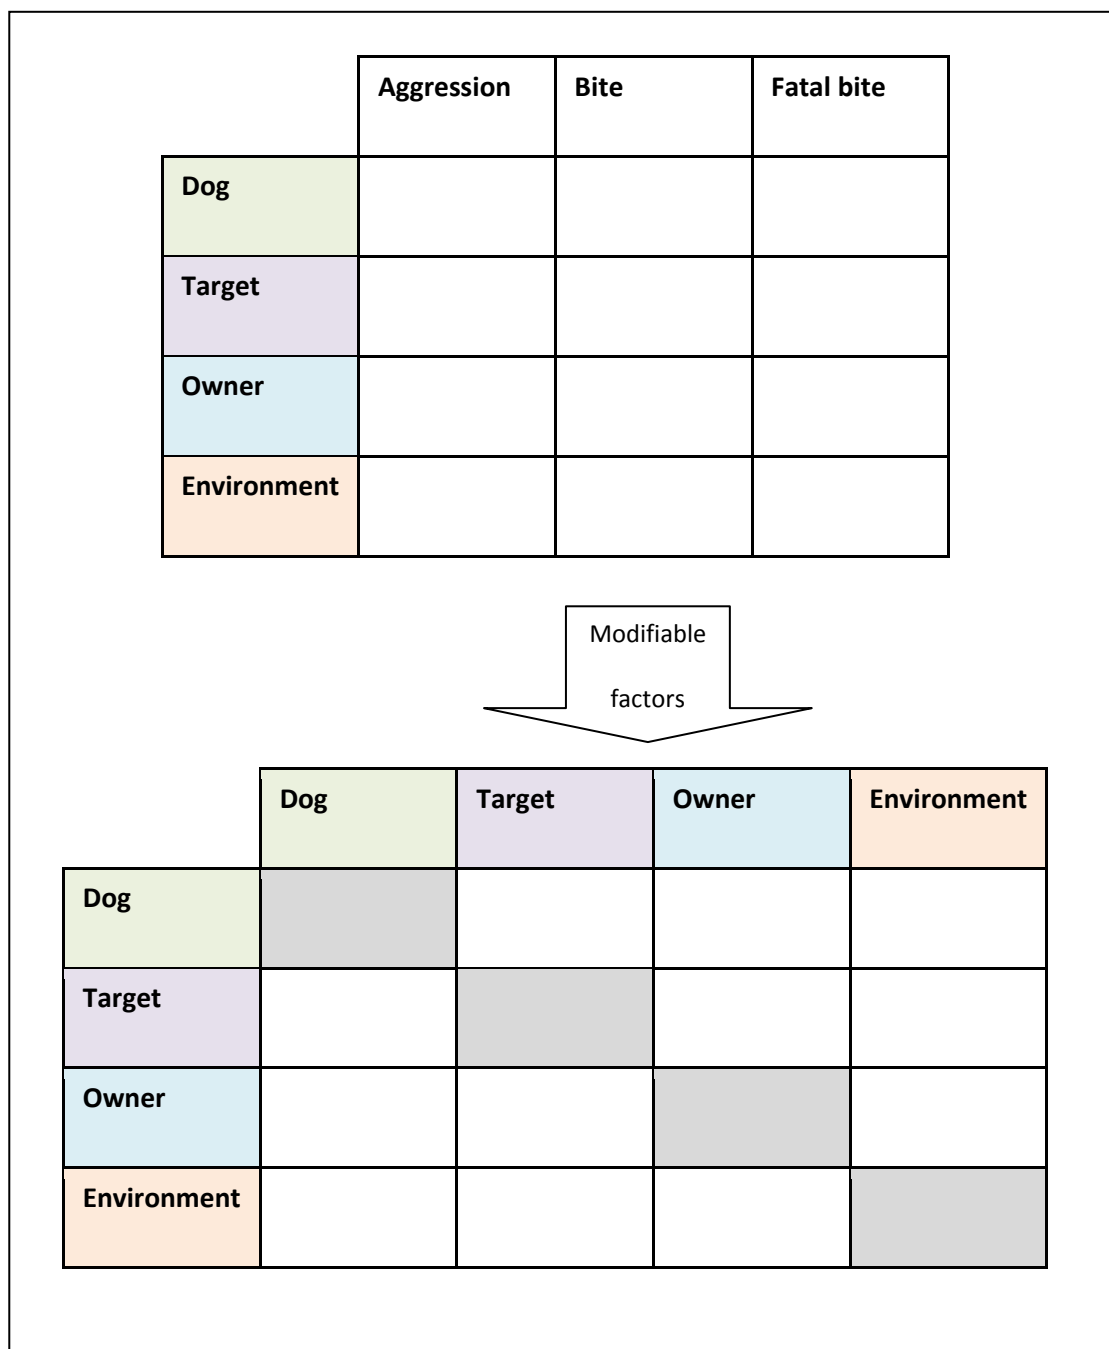 Aggression Bite Fatal bite
Dog
Target
Owner
Environment
Modifiable
factors
Dog Target Owner Environment
Dog
Target
Owner
Environment